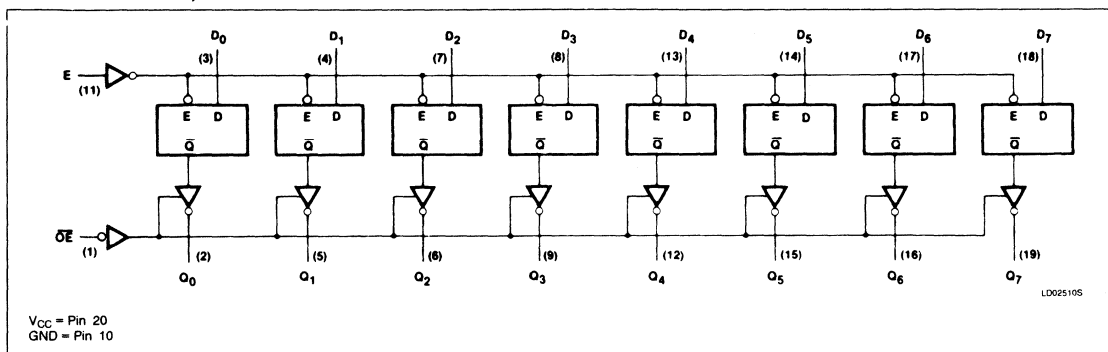 D0 D1 D2 D3 D4 D5 D6 D7
(3) (4) (7) (8) (13) (14) (17) (18)
E
(11)
E D E D E D E D E D E D E D E D
Q̅ Q̅ Q̅ Q̅ Q̅ Q̅ Q̅ Q̅
O̅E̅
(1)
(2) (5) (6) (9) (12) (15) (16) (19)
Q0 Q1 Q2 Q3 Q4 Q5 Q6 Q7
LD02510S
VCC = Pin 20
GND = Pin 10